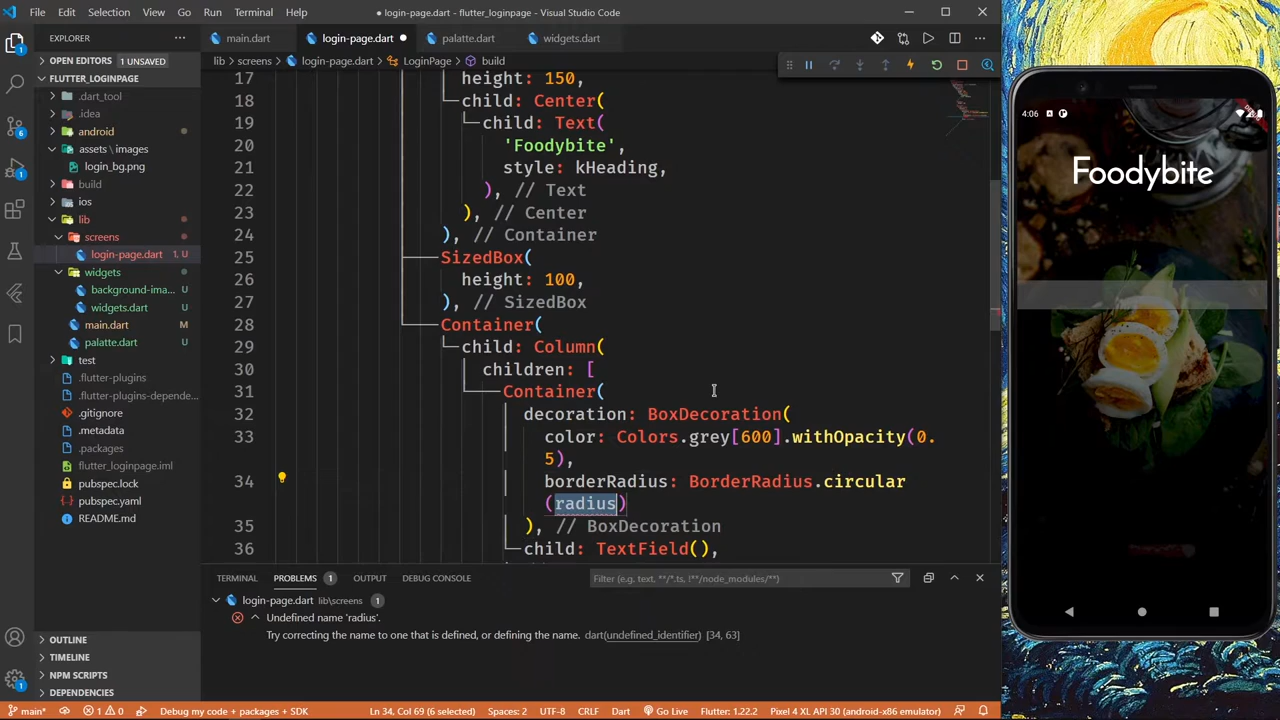 File Edit Selection View Go Run Terminal Help
● login-page.dart - flutter_loginpage - Visual Studio Code
EXPLORER
main.dart login-page.dart ● palatte.dart widgets.dart
OPEN EDITORS 1 UNSAVED
lib > screens > login-page.dart > LoginPage > build
FLUTTER_LOGINPAGE
.dart_tool
.idea
android
assets \ images
login_bg.png
build
ios
lib
screens
login-page.dart 1, U
widgets
background-ima... U
widgets.dart U
main.dart M
palatte.dart U
test
.flutter-plugins
.flutter-plugins-depende...
.gitignore
.metadata
.packages
flutter_loginpage.iml
pubspec.lock
pubspec.yaml
README.md
OUTLINE
TIMELINE
NPM SCRIPTS
DEPENDENCIES
17 height: 150,
18 child: Center(
19 child: Text(
20 'Foodybite',
21 style: kHeading,
22 ), // Text
23 ), // Center
24 ), // Container
25 SizedBox(
26 height: 100,
27 ), // SizedBox
28 Container(
29 child: Column(
30 children: [
31 Container(
32 decoration: BoxDecoration(
33 color: Colors.grey[600].withOpacity(0.
5),
34 borderRadius: BorderRadius.circular
(radius)
35 ), // BoxDecoration
36 child: TextField(),
TERMINAL PROBLEMS 1 OUTPUT DEBUG CONSOLE
Filter (e.g. text, **/*.ts, !**/node_modules/**)
login-page.dart lib\screens 1
Undefined name 'radius'.
Try correcting the name to one that is defined, or defining the name. dart(undefined_identifier) [34, 63]
main* 1 0 Debug my code + packages + SDK
Ln 34, Col 69 (6 selected) Spaces: 2 UTF-8 CRLF Dart Go Live Flutter: 1.22.2 Pixel 4 XL API 30 (android-x86 emulator)
4:06
Foodybite